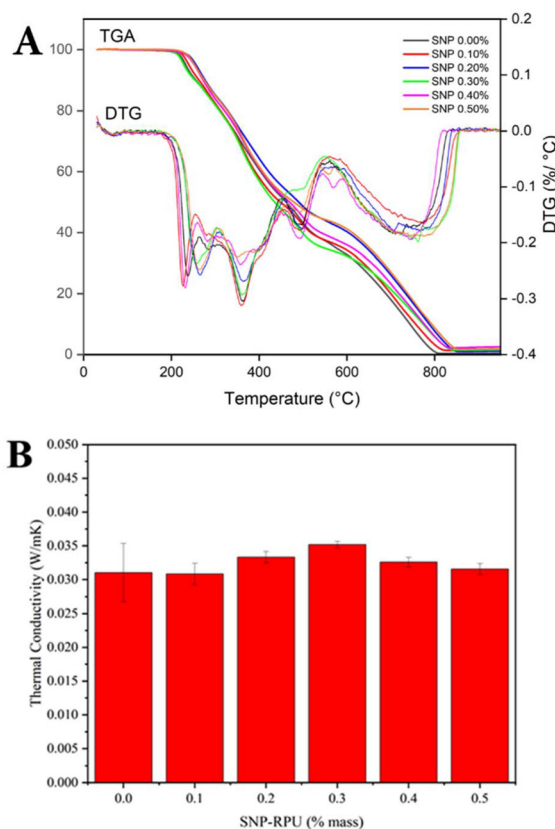 A
TGA
DTG
SNP 0.00%
SNP 0.10%
SNP 0.20%
SNP 0.30%
SNP 0.40%
SNP 0.50%
100
80
60
40
20
0
0.2
0.1
0.0
-0.1
-0.2
-0.3
-0.4
DTG (%/ °C)
0 200 400 600 800
Temperature (°C)
B
Thermal Conductivity (W/mK)
0.050
0.045
0.040
0.035
0.030
0.025
0.020
0.015
0.010
0.005
0.000
0.0 0.1 0.2 0.3 0.4 0.5
SNP-RPU (% mass)